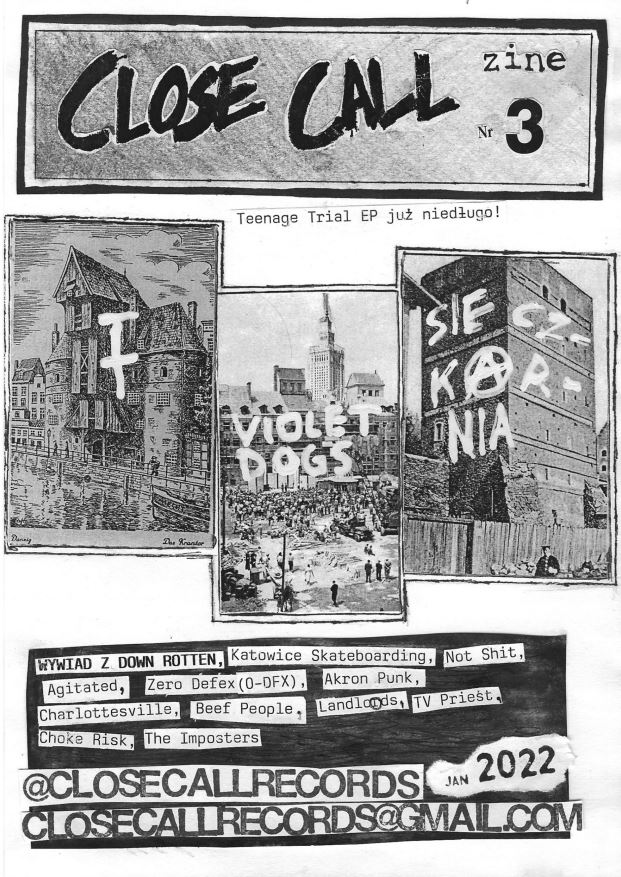 CLOSE CALL zine
Nr 3
Teenage Trial EP już niedługo!
F
VIOLET
DOGS
SIECZ-
KAR-
NIA
Danzig
Das Krantor
WYWIAD Z DOWN ROTTEN, Katowice Skateboarding, Not Shit,
Agitated, Zero Defex(0-DFX), Akron Punk,
Charlottesville, Beef People, Landlords, TV Priest,
Choke Risk, The Imposters
JAN 2022
@CLOSECALLRECORDS
CLOSECALLRECORDS@GMAIL.COM